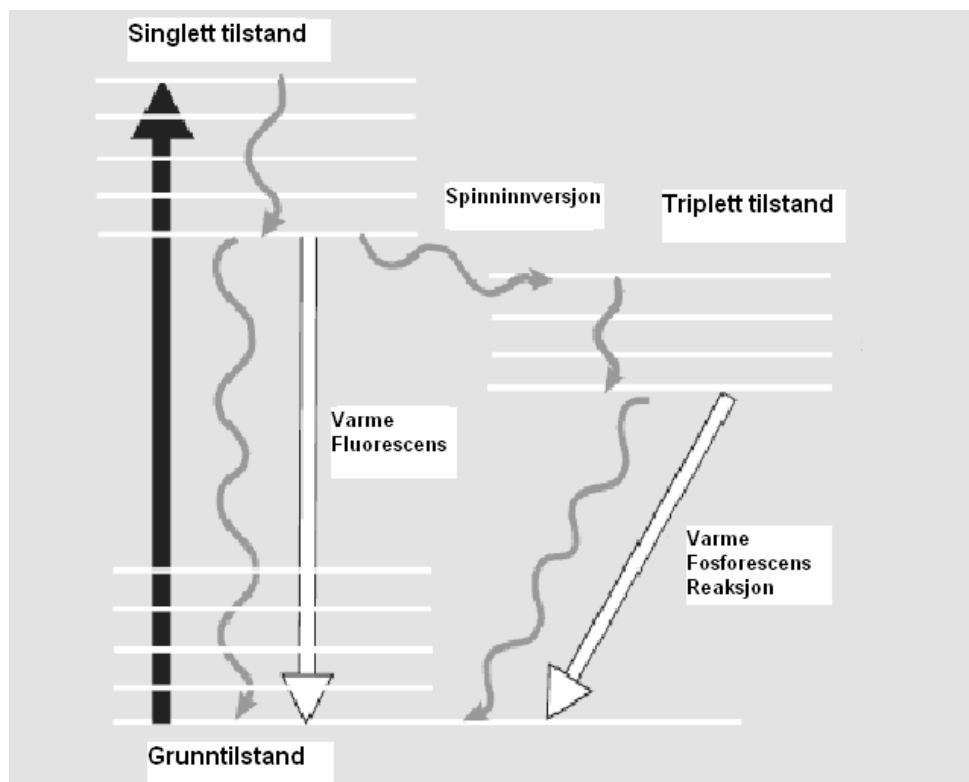 Singlett tilstand
Spinninnversjon
Triplett tilstand
Varme
Fluorescens
Varme
Fosforescens
Reaksjon
Grunntilstand